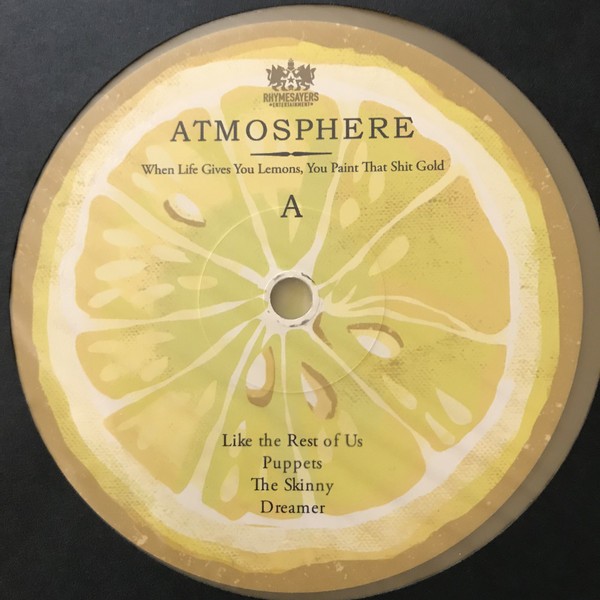 RHYMESAYERS
ENTERTAINMENT
ATMOSPHERE
When Life Gives You Lemons, You Paint That Shit Gold
A
Like the Rest of Us
Puppets
The Skinny
Dreamer